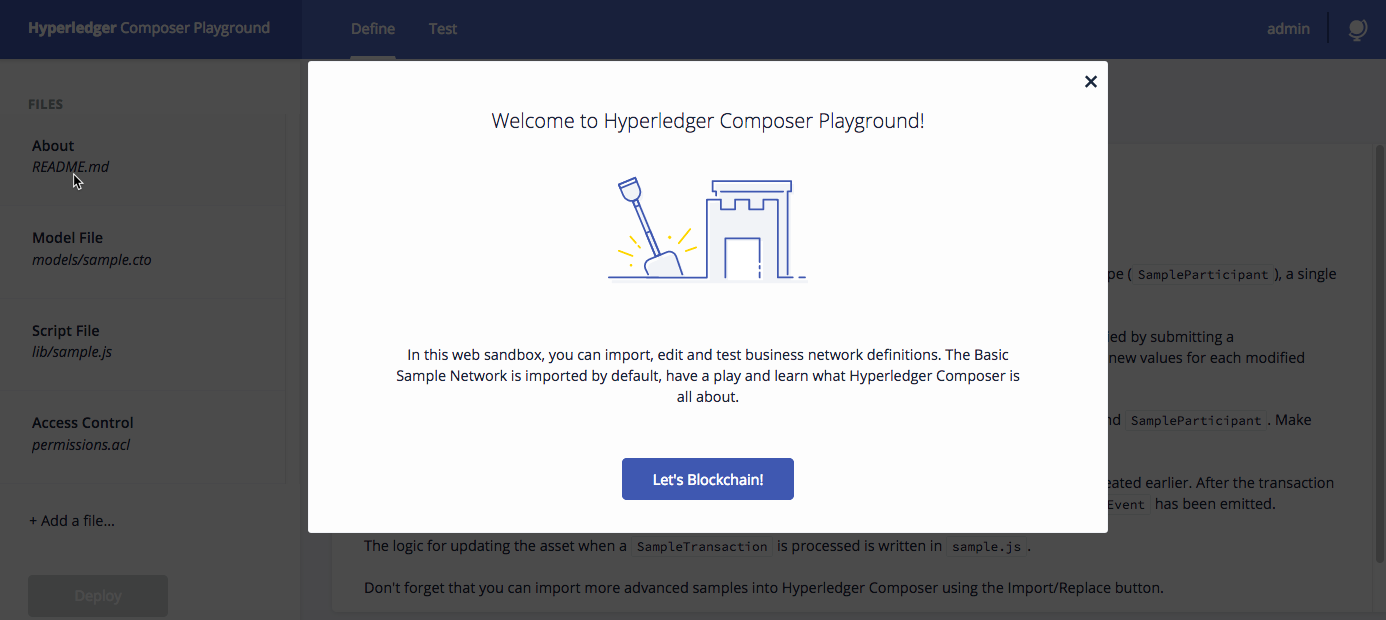 Hyperledger Composer Playground
Define
Test
admin
FILES
About
README.md
Model File
models/sample.cto
Script File
lib/sample.js
Access Control
permissions.acl
+ Add a file...
Deploy
Welcome to Hyperledger Composer Playground!
In this web sandbox, you can import, edit and test business network definitions. The Basic
Sample Network is imported by default, have a play and learn what Hyperledger Composer is
all about.
Let's Blockchain!
pe ( SampleParticipant ), a single
ed by submitting a
new values for each modified
nd SampleParticipant . Make
eated earlier. After the transaction
Event has been emitted.
The logic for updating the asset when a SampleTransaction is processed is written in sample.js .
Don't forget that you can import more advanced samples into Hyperledger Composer using the Import/Replace button.